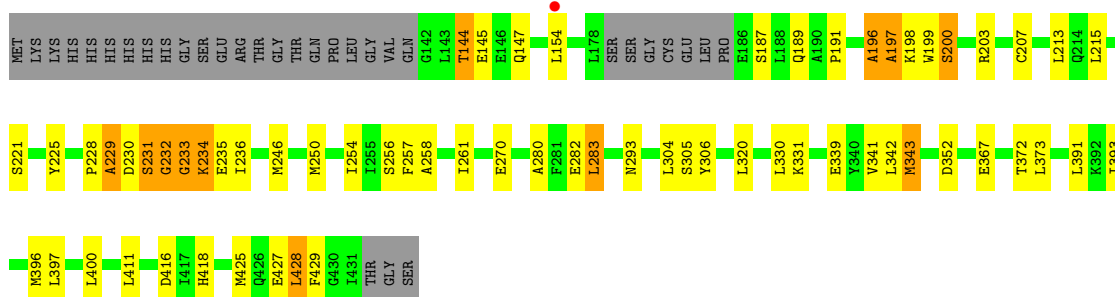 MET LYS LYS HIS HIS HIS HIS HIS HIS GLY SER GLU ARG THR GLY THR GLN PRO LEU GLY VAL GLN G142 L143 T144 E145 E146 Q147 L154 L178 SER SER GLY CYS GLU LEU PRO E186 S187 L188 Q189 A190 P191 A196 A197 K198 W199 S200 R203 C207 L213 Q214 L215
S221 Y225 P228 A229 D230 S231 G232 G233 K234 E235 I236 M246 M250 I254 I255 S256 F257 A258 I261 E270 A280 F281 E282 L283 N293 L304 S305 Y306 L320 L330 K331 E339 Y340 V341 L342 M343 D352 E367 T372 L373 L391 K392 I393
M396 L397 L400 L411 D416 I417 H418 M425 Q426 E427 L428 F429 G430 I431 THR GLY SER